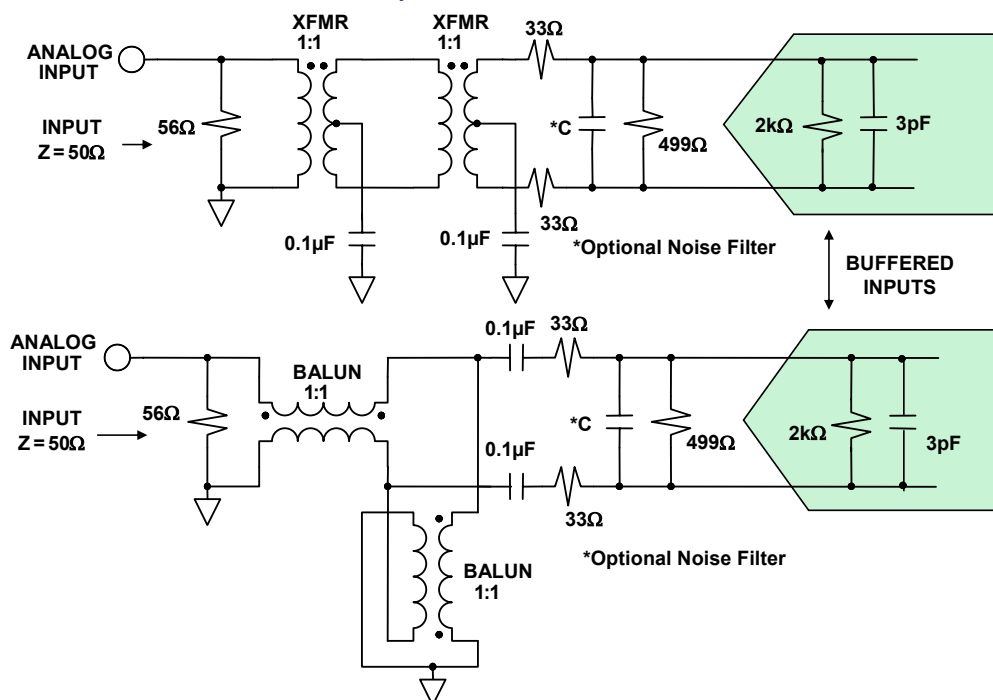 XFMR
1:1
XFMR
1:1
33Ω
ANALOG
INPUT
INPUT
Z = 50Ω
56Ω
*C
499Ω
2kΩ
3pF
0.1µF
0.1µF
33Ω
*Optional Noise Filter
BUFFERED
INPUTS
ANALOG
INPUT
0.1µF
33Ω
BALUN
1:1
INPUT
Z = 50Ω
56Ω
*C
499Ω
2kΩ
3pF
0.1µF
33Ω
*Optional Noise Filter
BALUN
1:1